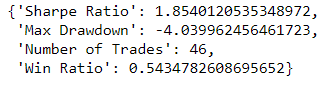 {'Sharpe Ratio': 1.8540120535348972,
'Max Drawdown': -4.039962456461723,
'Number of Trades': 46,
'Win Ratio': 0.5434782608695652}